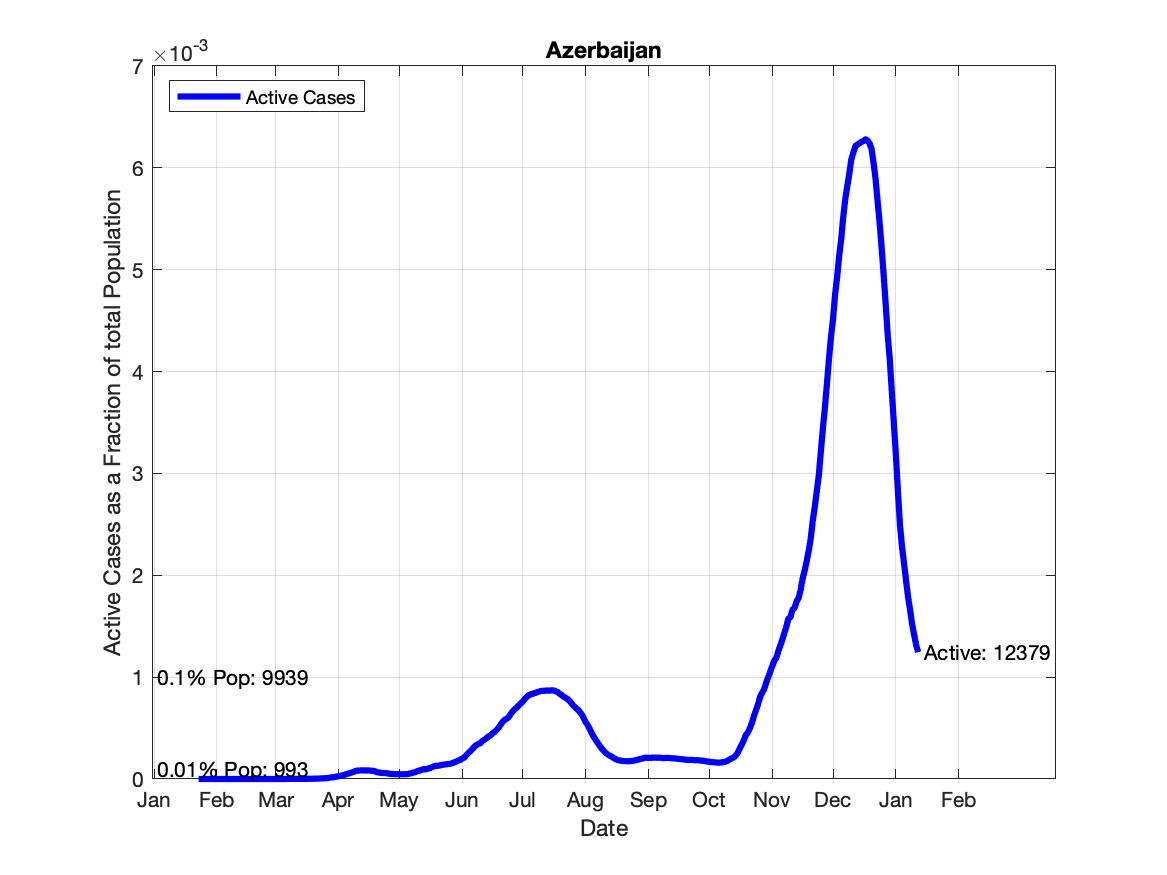 Azerbaijan
×10-3
7
Active Cases
6
5
4
3
2
1
0
Active Cases as a Fraction of total Population
0.1% Pop: 9939
0.01% Pop: 993
Active: 12379
Jan Feb Mar Apr May Jun Jul Aug Sep Oct Nov Dec Jan Feb
Date